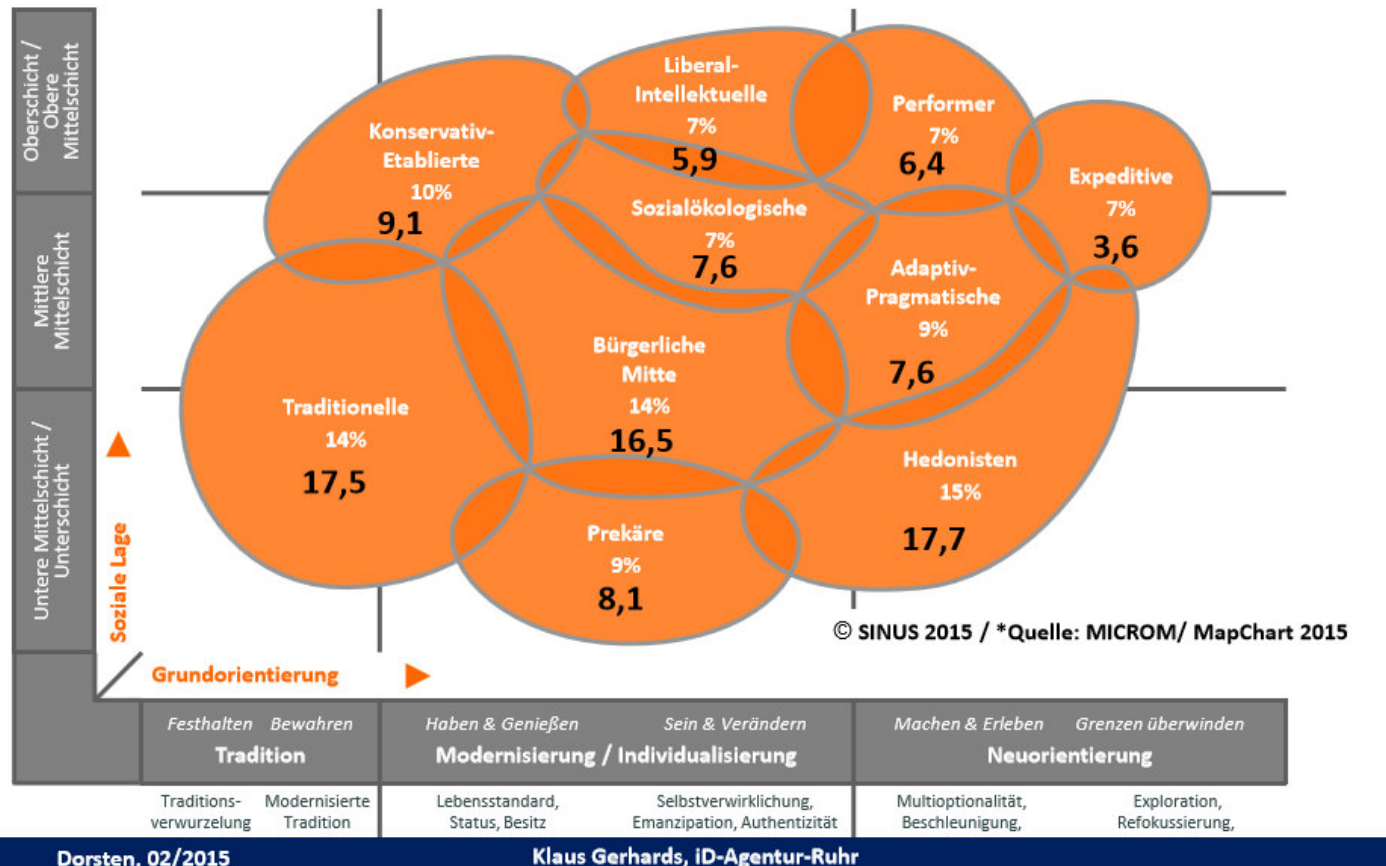 Oberschicht /
Obere
Mittelschicht
Mittlere
Mittelschicht
Untere Mittelschicht /
Unterschicht
Soziale Lage
Konservativ-
Etablierte
10%
9,1
Liberal-
Intellektuelle
7%
5,9
Performer
7%
6,4
Expeditive
7%
3,6
Sozialökologische
7%
7,6
Adaptiv-
Pragmatische
9%
7,6
Bürgerliche
Mitte
14%
16,5
Traditionelle
14%
17,5
Hedonisten
15%
17,7
Prekäre
9%
8,1
© SINUS 2015 / *Quelle: MICROM/ MapChart 2015
Grundorientierung
Festhalten Bewahren
Tradition
Haben & Genießen Sein & Verändern
Modernisierung / Individualisierung
Machen & Erleben Grenzen überwinden
Neuorientierung
Traditions-
verwurzelung
Modernisierte
Tradition
Lebensstandard,
Status, Besitz
Selbstverwirklichung,
Emanzipation, Authentizität
Multioptionalität,
Beschleunigung,
Exploration,
Refokussierung,
Dorsten, 02/2015
Klaus Gerhards, iD-Agentur-Ruhr